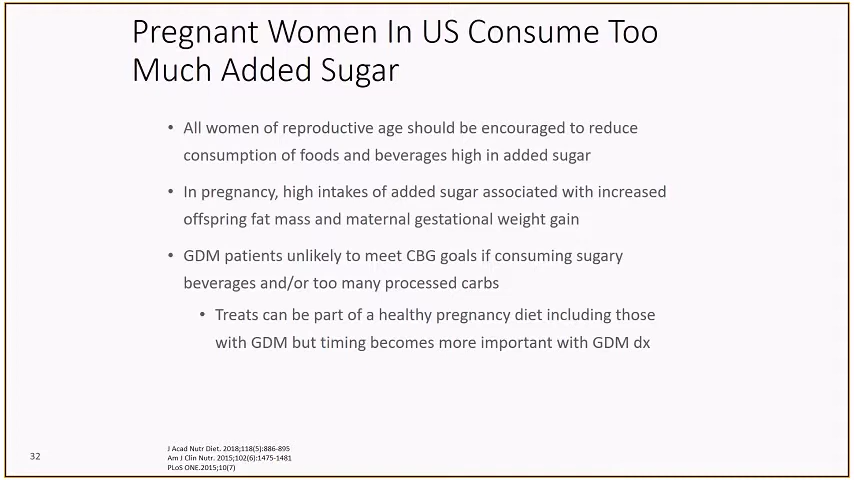 Pregnant Women In US Consume Too
Much Added Sugar
• All women of reproductive age should be encouraged to reduce
consumption of foods and beverages high in added sugar
• In pregnancy, high intakes of added sugar associated with increased
offspring fat mass and maternal gestational weight gain
• GDM patients unlikely to meet CBG goals if consuming sugary
beverages and/or too many processed carbs
• Treats can be part of a healthy pregnancy diet including those
with GDM but timing becomes more important with GDM dx
J Acad Nutr Diet. 2018;118(5):886-895
Am J Clin Nutr. 2015;102(6):1475-1481
PLoS ONE.2015;10(7)
32